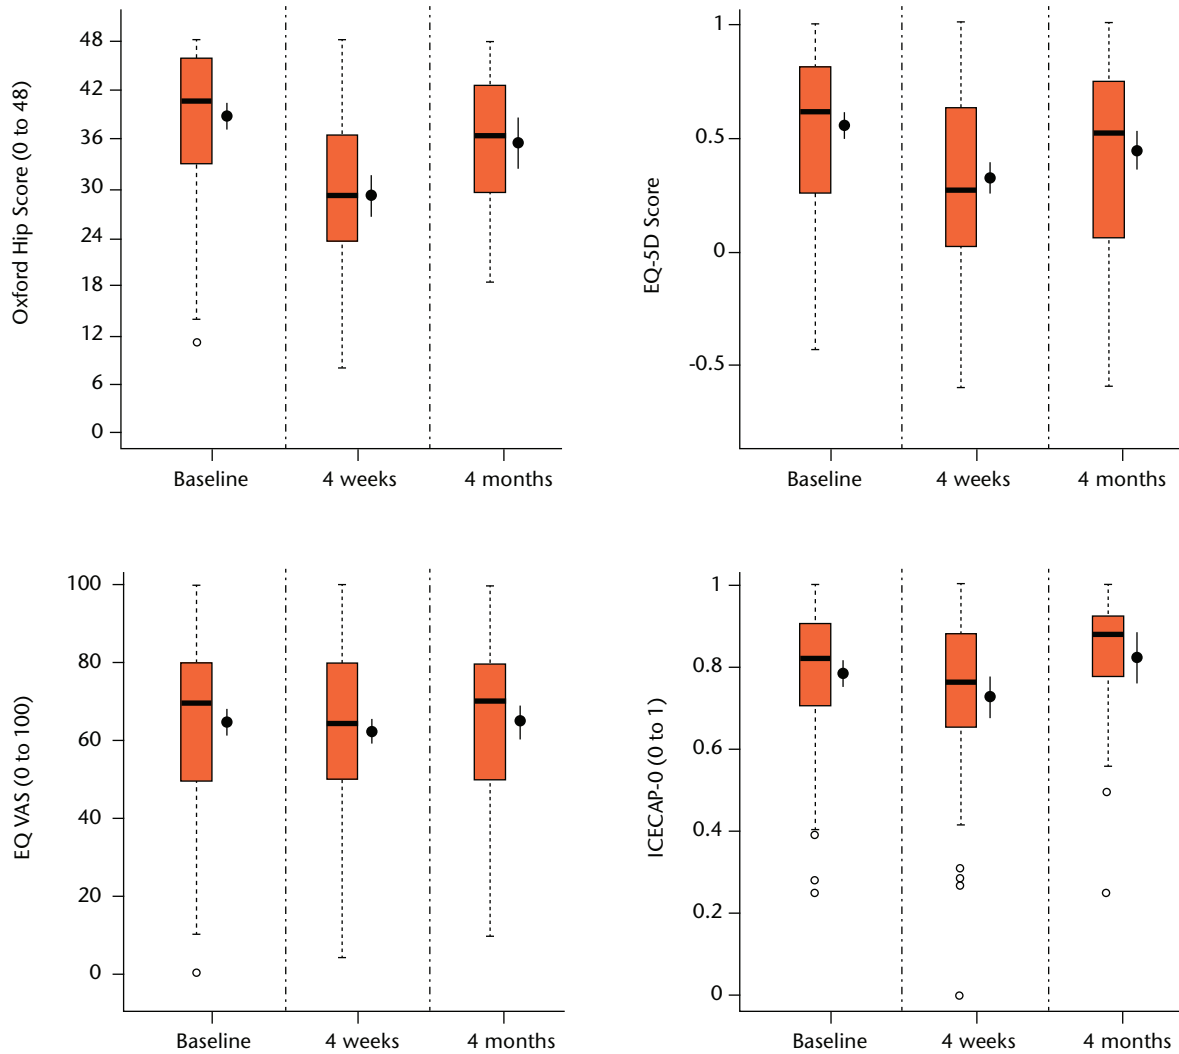 Oxford Hip Score (0 to 48)
48
42
36
30
24
18
12
6
0
Baseline
4 weeks
4 months
EQ-5D Score
1
0.5
0
-0.5
Baseline
4 weeks
4 months
EQ VAS (0 to 100)
100
80
60
40
20
0
Baseline
4 weeks
4 months
ICECAP-0 (0 to 1)
1
0.8
0.6
0.4
0.2
0
Baseline
4 weeks
4 months